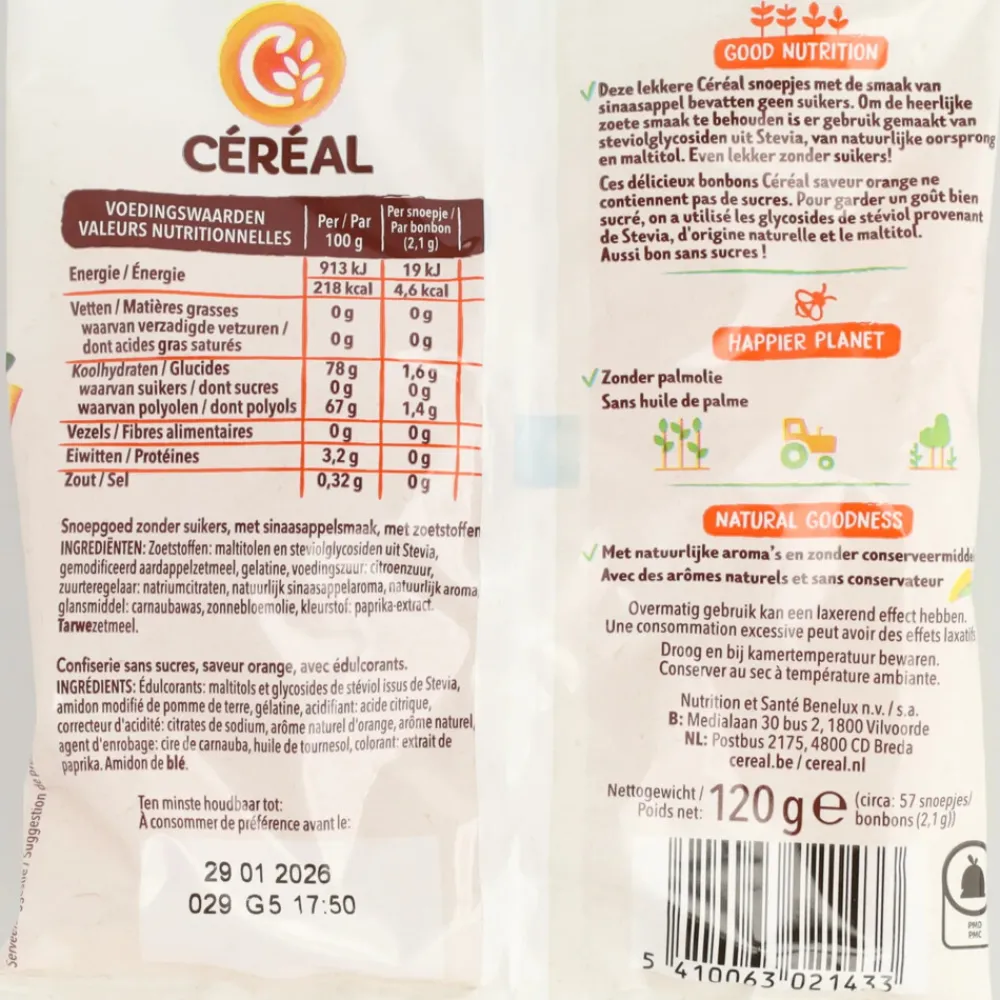 CÉRÉAL
VOEDINGSWAARDEN
VALEURS NUTRITIONNELLES
Per / Par
100 g
Per snoepje /
Par bonbon
(2,1 g)
Energie / Énergie 913 kJ 19 kJ
218 kcal 4,6 kcal
Vetten / Matières grasses 0 g 0 g
waarvan verzadigde vetzuren /
dont acides gras saturés 0 g 0 g
Koolhydraten / Glucides 78 g 1,6 g
waarvan suikers / dont sucres 0 g 0 g
waarvan polyolen / dont polyols 67 g 1,4 g
Vezels / Fibres alimentaires 0 g 0 g
Eiwitten / Protéines 3,2 g 0 g
Zout / Sel 0,32 g 0 g
Snoepgoed zonder suikers, met sinaasappelsmaak, met zoetstoffen
INGREDIËNTEN: Zoetstoffen: maltitolen en steviolglycosiden uit Stevia,
gemodificeerd aardappelzetmeel, gelatine, voedingszuur: citroenzuur,
zuurteregelaar: natriumcitraten, natuurlijk sinaasappelaroma, natuurlijk aroma,
glansmiddel: carnaubawas, zonnebloemolie, kleurstof: paprika-extract.
Tarwezetmeel.
Confiserie sans sucres, saveur orange, avec édulcorants.
INGRÉDIENTS: Édulcorants: maltitols et glycosides de stéviol issus de Stevia,
amidon modifié de pomme de terre, gélatine, acidifiant: acide citrique,
correcteur d'acidité: citrates de sodium, arôme naturel d'orange, arôme naturel,
agent d'enrobage: cire de carnauba, huile de tournesol, colorant: extrait de
paprika. Amidon de blé.
Ten minste houdbaar tot:
À consommer de préférence avant le:
29 01 2026
029 G5 17:50
GOOD NUTRITION
Deze lekkere Céréal snoepjes met de smaak van
sinaasappel bevatten geen suikers. Om de heerlijke
zoete smaak te behouden is er gebruik gemaakt van
steviolglycosiden uit Stevia, van natuurlijke oorsprong
en maltitol. Even lekker zonder suikers!
Ces délicieux bonbons Céréal saveur orange ne
contiennent pas de sucres. Pour garder un goût bien
sucré, on a utilisé les glycosides de stéviol provenant
de Stevia, d'origine naturelle et le maltitol.
Aussi bon sans sucres !
HAPPIER PLANET
Zonder palmolie
Sans huile de palme
NATURAL GOODNESS
Met natuurlijke aroma's en zonder conserveermidde
Avec des arômes naturels et sans conservateur
Overmatig gebruik kan een laxerend effect hebben.
Une consommation excessive peut avoir des effets laxatifs
Droog en bij kamertemperatuur bewaren.
Conserver au sec à température ambiante.
Nutrition et Santé Benelux n.v. / s.a.
B: Medialaan 30 bus 2, 1800 Vilvoorde
NL: Postbus 2175, 4800 CD Breda
cereal.be / cereal.nl
Nettogewicht /
Poids net: 120 g e (circa: 57 snoepjes/
bonbons (2,1 g))
PMD
PMC
5 410063 021433